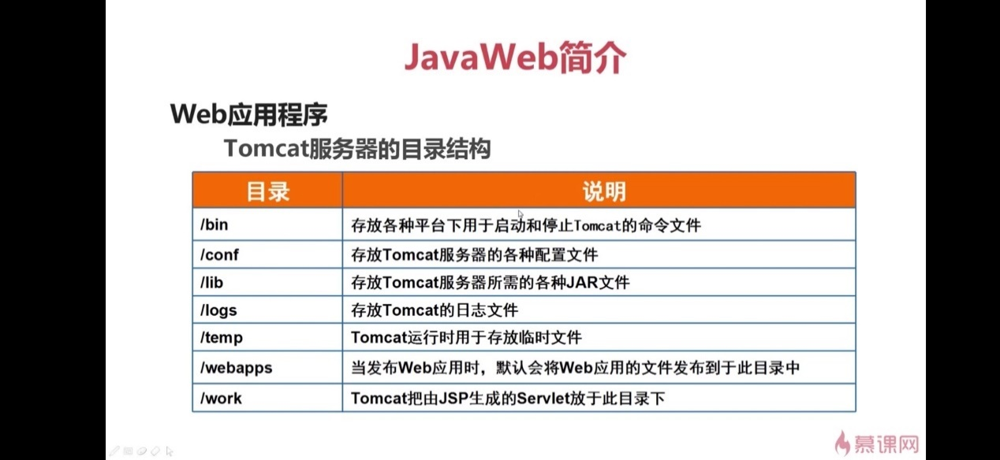 JavaWeb简介
Web应用程序
Tomcat服务器的目录结构
目录 说明
/bin 存放各种平台下用于启动和停止Tomcat的命令文件
/conf 存放Tomcat服务器的各种配置文件
/lib 存放Tomcat服务器所需的各种JAR文件
/logs 存放Tomcat的日志文件
/temp Tomcat运行时用于存放临时文件
/webapps 当发布Web应用时，默认会将Web应用的文件发布到于此目录中
/work Tomcat把由JSP生成的Servlet放于此目录下
慕课网